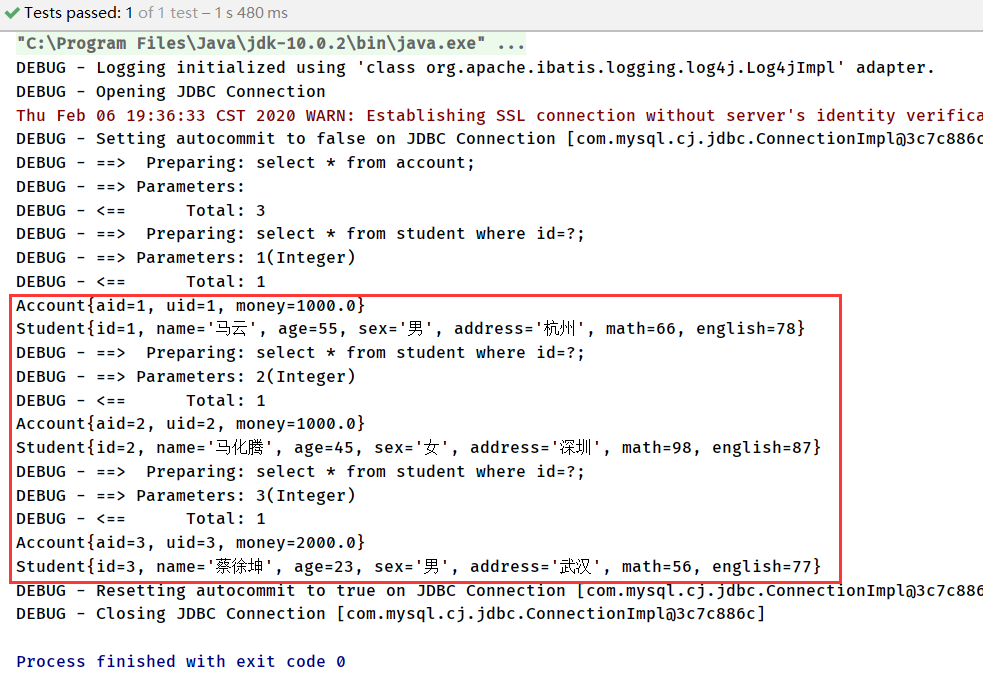 Tests passed: 1 of 1 test – 1 s 480 ms
"C:\Program Files\Java\jdk-10.0.2\bin\java.exe" ...
DEBUG - Logging initialized using 'class org.apache.ibatis.logging.log4j.Log4jImpl' adapter.
DEBUG - Opening JDBC Connection
Thu Feb 06 19:36:33 CST 2020 WARN: Establishing SSL connection without server's identity verifica
DEBUG - Setting autocommit to false on JDBC Connection [com.mysql.cj.jdbc.ConnectionImpl@3c7c886c
DEBUG - ==>  Preparing: select * from account;
DEBUG - ==> Parameters:
DEBUG - <==      Total: 3
DEBUG - ==>  Preparing: select * from student where id=?;
DEBUG - ==> Parameters: 1(Integer)
DEBUG - <==      Total: 1
Account{aid=1, uid=1, money=1000.0}
Student{id=1, name='马云', age=55, sex='男', address='杭州', math=66, english=78}
DEBUG - ==>  Preparing: select * from student where id=?;
DEBUG - ==> Parameters: 2(Integer)
DEBUG - <==      Total: 1
Account{aid=2, uid=2, money=1000.0}
Student{id=2, name='马化腾', age=45, sex='女', address='深圳', math=98, english=87}
DEBUG - ==>  Preparing: select * from student where id=?;
DEBUG - ==> Parameters: 3(Integer)
DEBUG - <==      Total: 1
Account{aid=3, uid=3, money=2000.0}
Student{id=3, name='蔡徐坤', age=23, sex='男', address='武汉', math=56, english=77}
DEBUG - Resetting autocommit to true on JDBC Connection [com.mysql.cj.jdbc.ConnectionImpl@3c7c886
DEBUG - Closing JDBC Connection [com.mysql.cj.jdbc.ConnectionImpl@3c7c886c]
Process finished with exit code 0